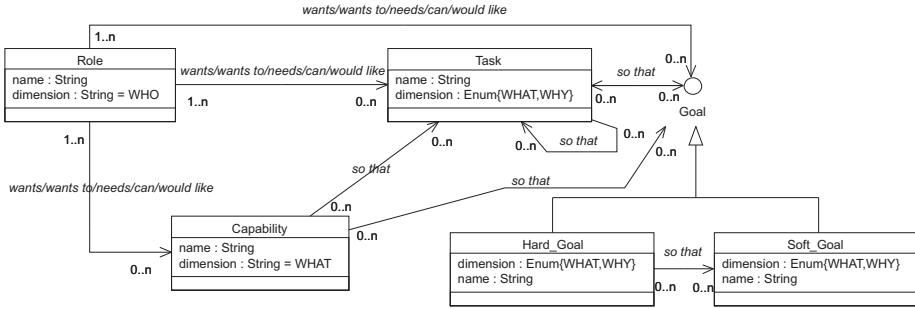 wants/wants to/needs/can/would like
1..n
0..n
Role
name : String
dimension : String = WHO
wants/wants to/needs/can/would like
1..n
0..n
Task
name : String
dimension : Enum{WHAT,WHY}
so that
0..n
0..n
Goal
0..n
0..n
so that
0..n
1..n
wants/wants to/needs/can/would like
0..n
0..n
so that
0..n
so that
0..n
Capability
name : String
dimension : String = WHAT
0..n
Hard_Goal
dimension : Enum{WHAT,WHY}
name : String
so that
0..n
0..n
Soft_Goal
dimension : Enum{WHAT,WHY}
name : String